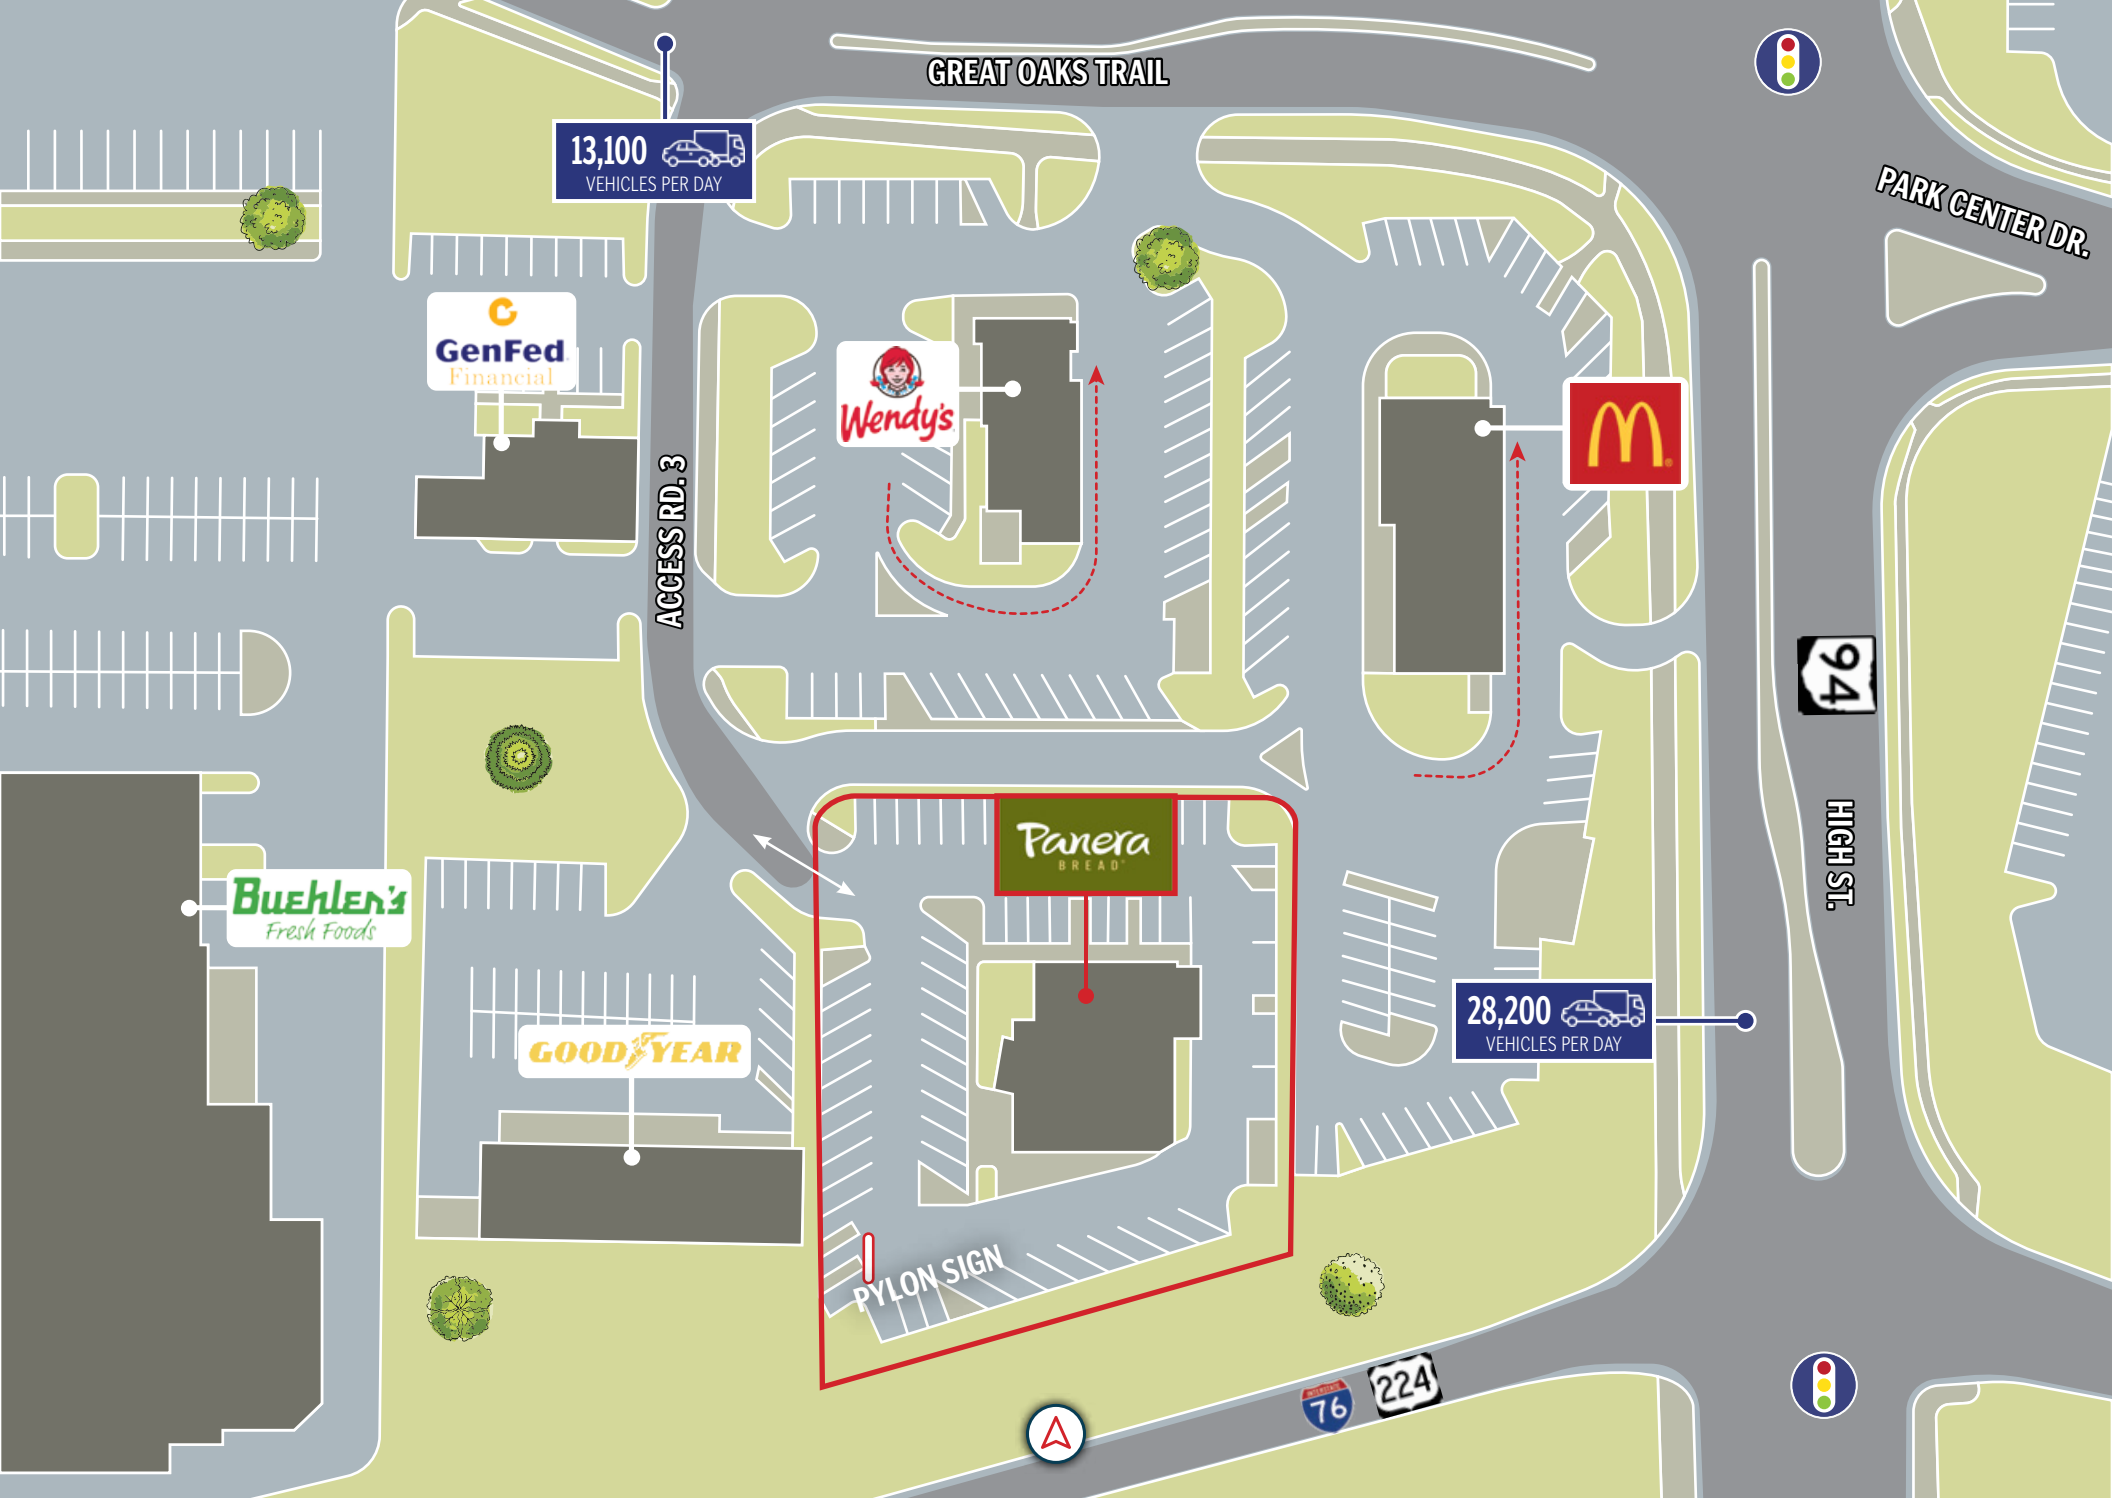 GREAT OAKS TRAIL
13,100
VEHICLES PER DAY
PARK CENTER DR.
GenFed
Financial
Wendy's
M
ACCESS RD. 3
94
HIGH ST.
Panera
BREAD
BUEHLER'S
Fresh Foods
28,200
VEHICLES PER DAY
GOODYEAR
PYLON SIGN
INTERSTATE
76
224